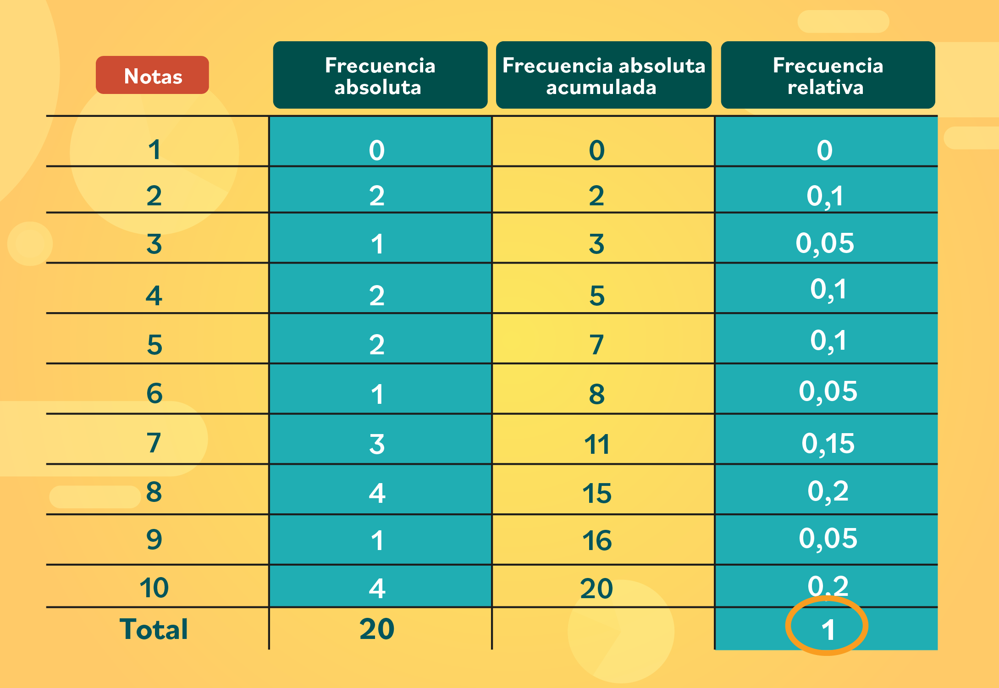 Notas
Frecuencia
absoluta
Frecuencia absoluta
acumulada
Frecuencia
relativa
1 0 0 0
2 2 2 0,1
3 1 3 0,05
4 2 5 0,1
5 2 7 0,1
6 1 8 0,05
7 3 11 0,15
8 4 15 0,2
9 1 16 0,05
10 4 20 0,2
Total 20 1